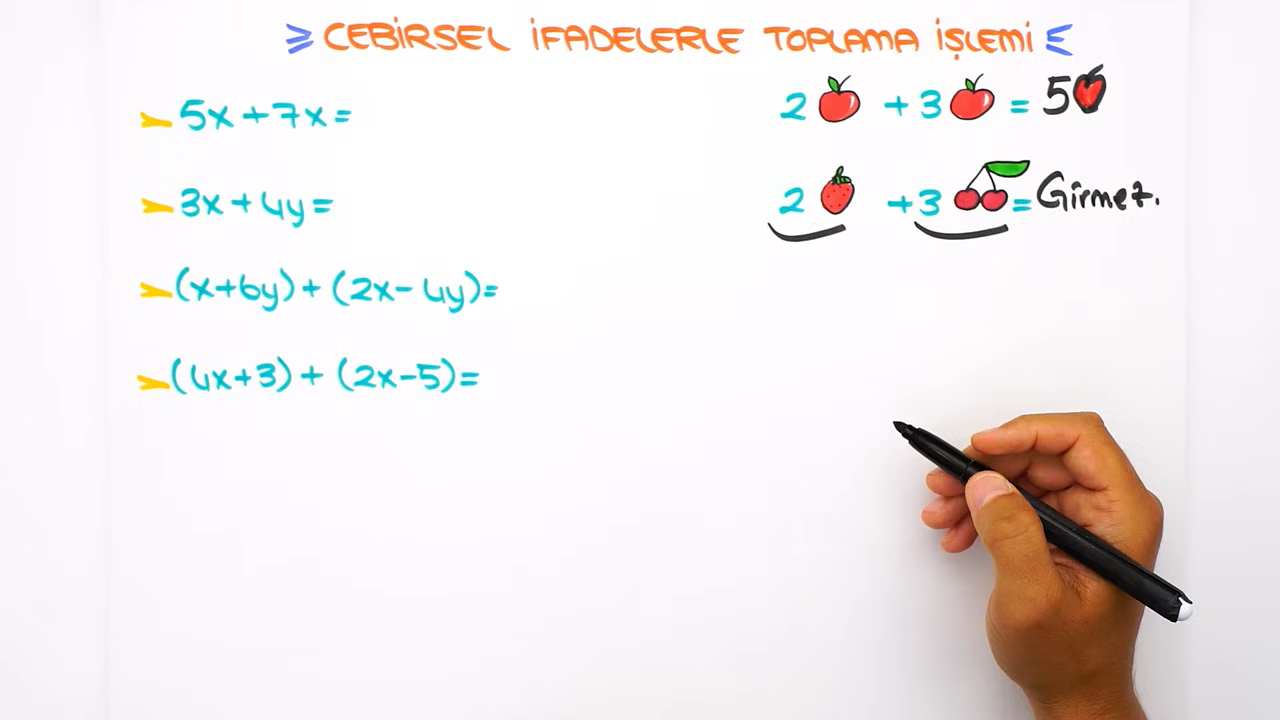 CEBİRSEL İFADELERLE TOPLAMA İŞLEMİ
5x+7x=
3x+4y=
(x+6y)+(2x-4y)=
(4x+3)+(2x-5)=
2 +3 = 5
2 +3 = Girmez.